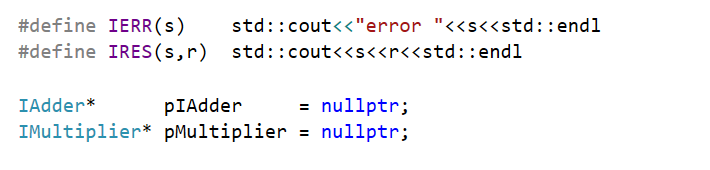 #define IERR(s)    std::cout<<"error "<<s<<std::endl
#define IRES(s,r)  std::cout<<s<<r<<std::endl
IAdder*      pIAdder     = nullptr;
IMultiplier* pMultiplier = nullptr;